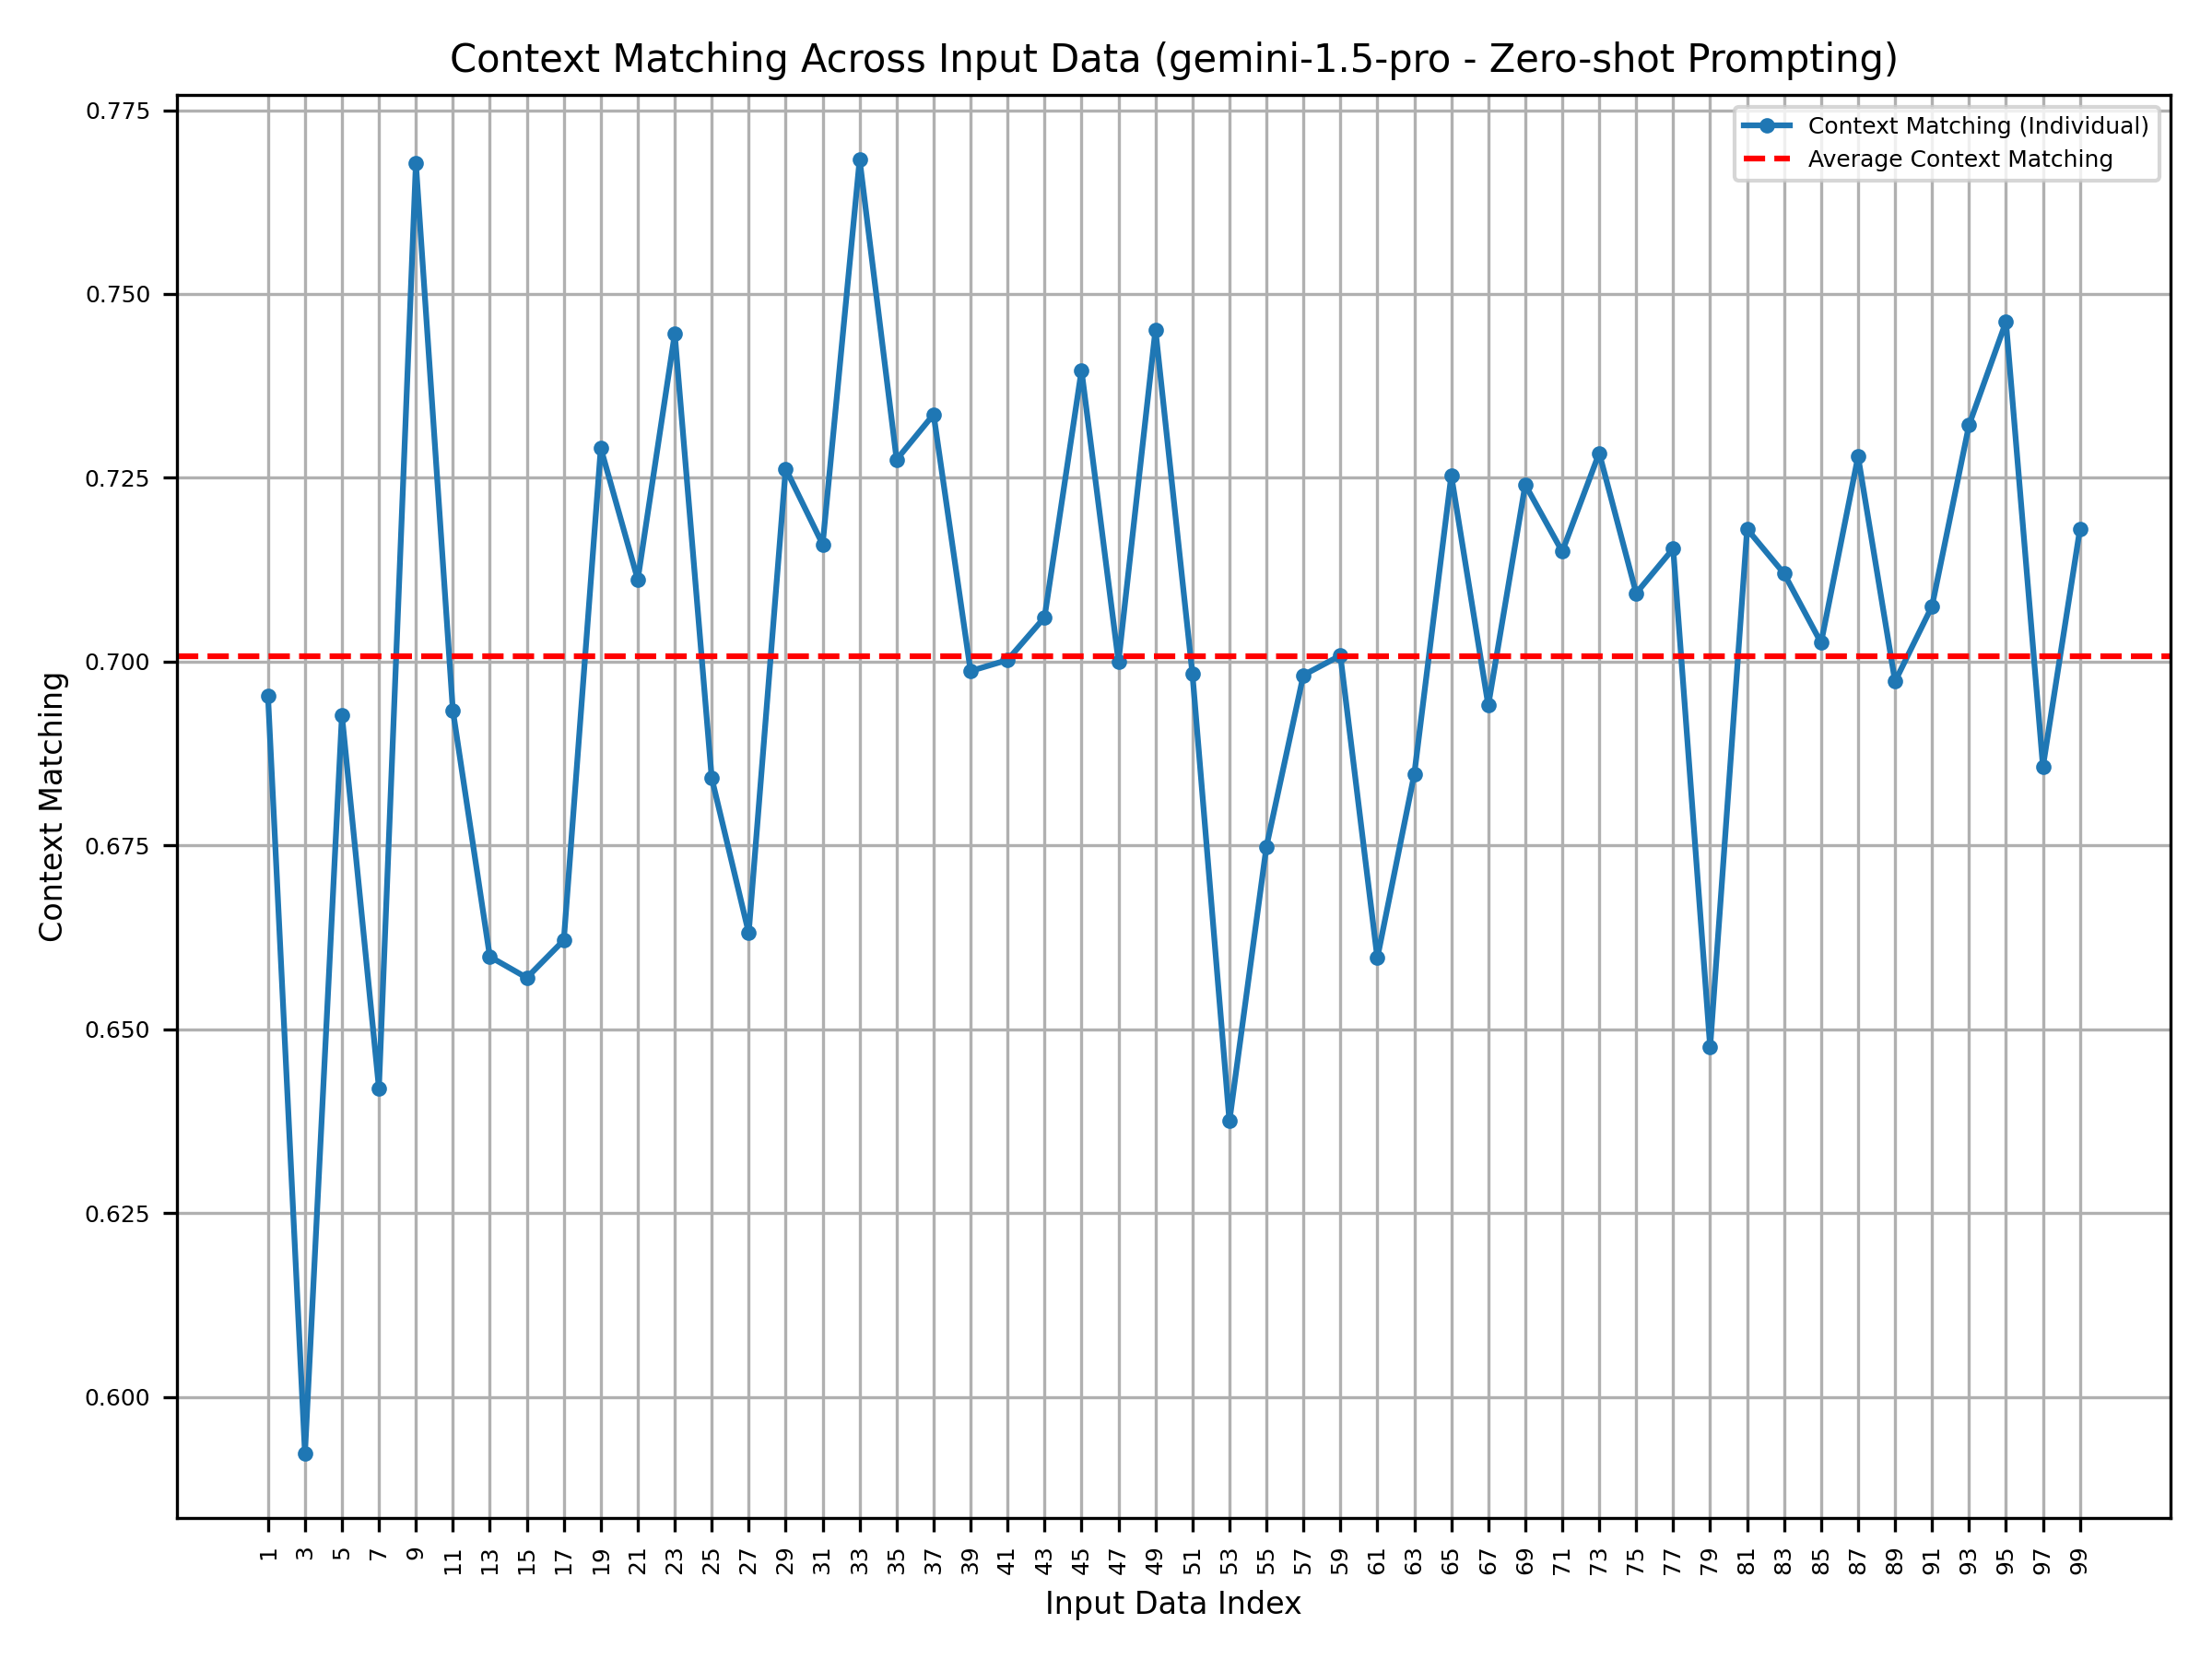 Context Matching Across Input Data (gemini-1.5-pro - Zero-shot Prompting)
Context Matching (Individual)
Average Context Matching
Context Matching
0.775
0.750
0.725
0.700
0.675
0.650
0.625
0.600
1 3 5 7 9 11 13 15 17 19 21 23 25 27 29 31 33 35 37 39 41 43 45 47 49 51 53 55 57 59 61 63 65 67 69 71 73 75 77 79 81 83 85 87 89 91 93 95 97 99
Input Data Index